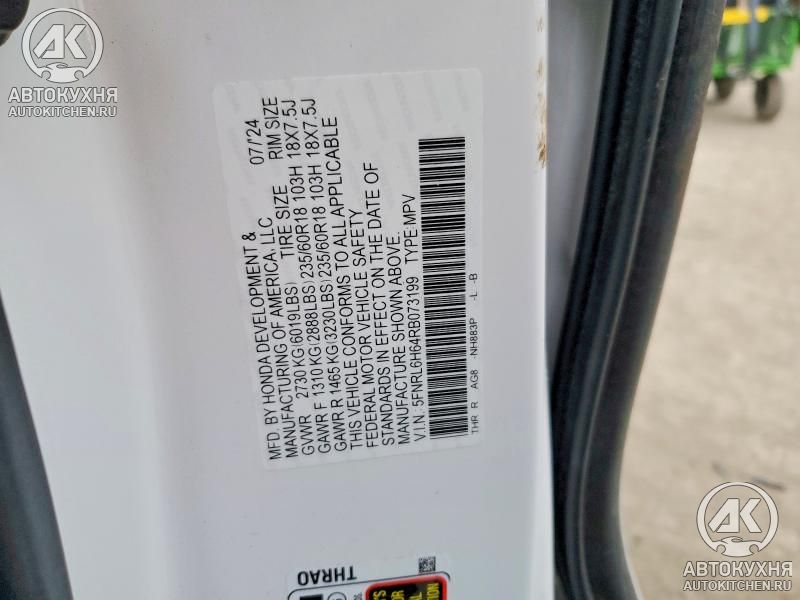 MFD. BY HONDA DEVELOPMENT &
MANUFACTURING OF AMERICA, LLC 07/'24
GVWR 2730 KG(6019LBS) TIRE SIZE RIM SIZE
GAWR F 1310 KG(2888LBS)235/60R18 103H 18X7.5J
GAWR R 1465 KG(3230LBS)235/60R18 103H 18X7.5J
THIS VEHICLE CONFORMS TO ALL APPLICABLE
FEDERAL MOTOR VEHICLE SAFETY
STANDARDS IN EFFECT ON THE DATE OF
MANUFACTURE SHOWN ABOVE.
V.I.N.: 5FNRL6H64RB073199 TYPE:MPV
THR R AG8 -NH883P -L -B
THRA0
AK
АВТОКУХНЯ
AUTOKITCHEN.RU
AK
АВТОКУХНЯ
AUTOKITCHEN.RU